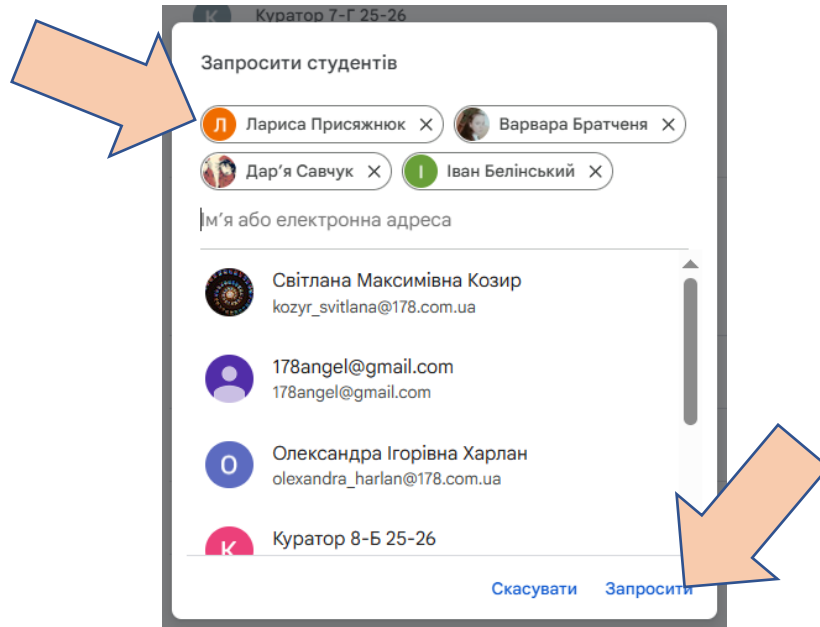 К Куратор 7-Г 25-26
Запросити студентів
Л Лариса Присяжнюк Варвара Братченя
Дар’я Савчук І Іван Белінський
Ім’я або електронна адреса
Світлана Максимівна Козир
kozyr_svitlana@178.com.ua
178angel@gmail.com
178angel@gmail.com
О Олександра Ігорівна Харлан
olexandra_harlan@178.com.ua
К Куратор 8-Б 25-26
Скасувати Запросити